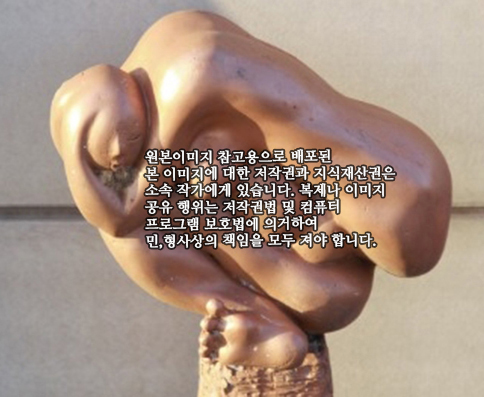 원본이미지 참고용으로 배포된
본 이미지에 대한 저작권과 지식재산권은
소속 작가에게 있습니다. 복제나 이미지
공유 행위는 저작권법 및 컴퓨터
프로그램 보호법에 의거하여
민,형사상의 책임을 모두 져야 합니다.